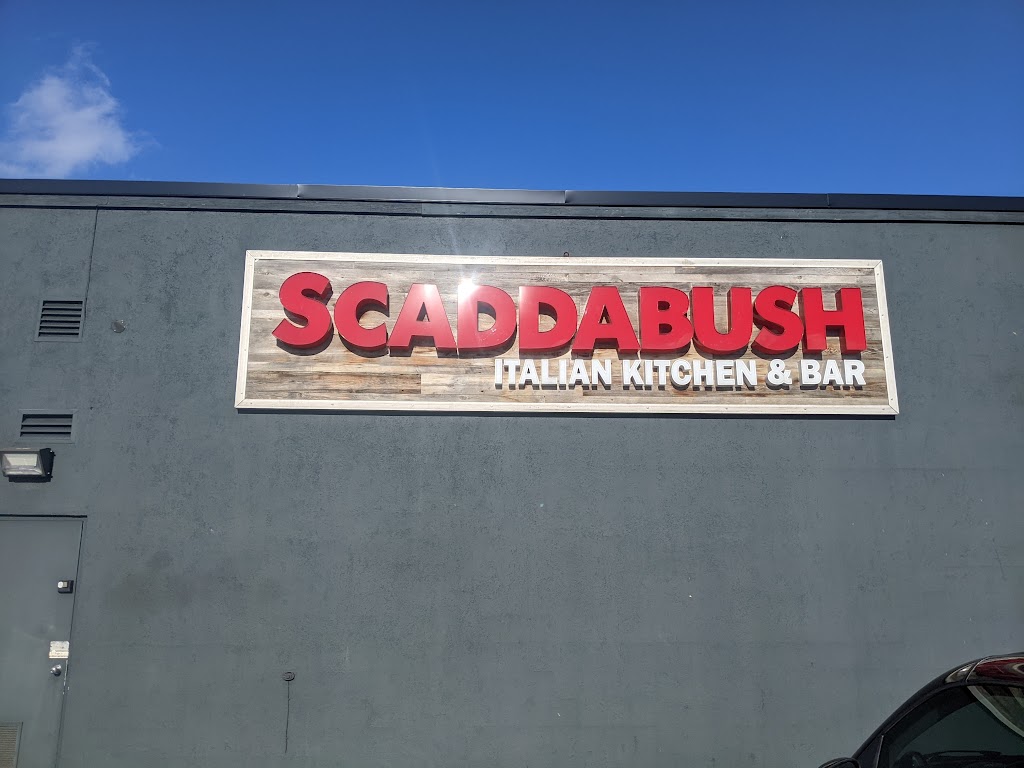 SCADDABUSH
ITALIAN KITCHEN & BAR